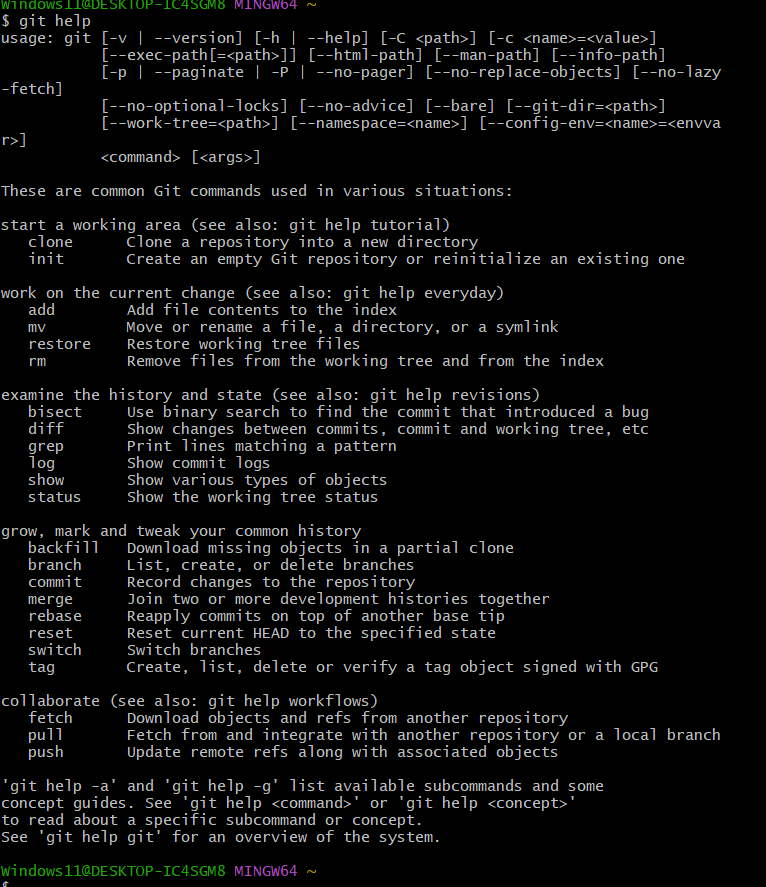 Windows11@DESKTOP-IC4SGM8 MINGW64 ~
$ git help
usage: git [-v | --version] [-h | --help] [-C <path>] [-c <name>=<value>]
           [--exec-path[=<path>]] [--html-path] [--man-path] [--info-path]
           [-p | --paginate | -P | --no-pager] [--no-replace-objects] [--no-lazy
-fetch]
           [--no-optional-locks] [--no-advice] [--bare] [--git-dir=<path>]
           [--work-tree=<path>] [--namespace=<name>] [--config-env=<name>=<envva
r>]
           <command> [<args>]

These are common Git commands used in various situations:

start a working area (see also: git help tutorial)
   clone      Clone a repository into a new directory
   init       Create an empty Git repository or reinitialize an existing one

work on the current change (see also: git help everyday)
   add        Add file contents to the index
   mv         Move or rename a file, a directory, or a symlink
   restore    Restore working tree files
   rm         Remove files from the working tree and from the index

examine the history and state (see also: git help revisions)
   bisect     Use binary search to find the commit that introduced a bug
   diff       Show changes between commits, commit and working tree, etc
   grep       Print lines matching a pattern
   log        Show commit logs
   show       Show various types of objects
   status     Show the working tree status

grow, mark and tweak your common history
   backfill   Download missing objects in a partial clone
   branch     List, create, or delete branches
   commit     Record changes to the repository
   merge      Join two or more development histories together
   rebase     Reapply commits on top of another base tip
   reset      Reset current HEAD to the specified state
   switch     Switch branches
   tag        Create, list, delete or verify a tag object signed with GPG

collaborate (see also: git help workflows)
   fetch      Download objects and refs from another repository
   pull       Fetch from and integrate with another repository or a local branch
   push       Update remote refs along with associated objects

'git help -a' and 'git help -g' list available subcommands and some
concept guides. See 'git help <command>' or 'git help <concept>'
to read about a specific subcommand or concept.
See 'git help git' for an overview of the system.

Windows11@DESKTOP-IC4SGM8 MINGW64 ~
$